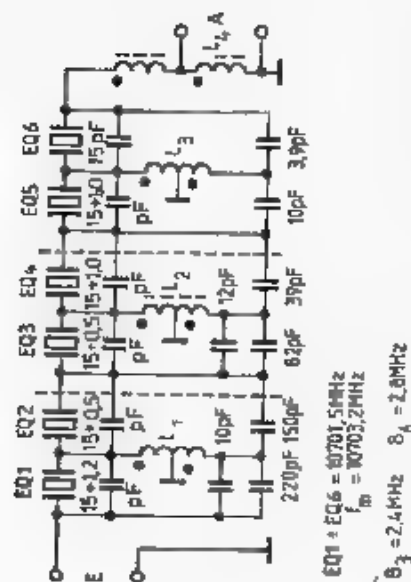 EQ1 EQ2 EQ3 EQ4 EQ5 EQ6
15+1,2 15+0,5 15+0,5 15+1,0 15+1,0 15pF
pF pF pF pF pF
E
L1 L2 L3 L4 A
10pF 12pF
220pF 150pF 82pF 39pF 10pF 3,9pF
EQ1 ÷ EQ6 = 10701,5MHz
fm = 10703,2MHz
B3 = 2,4MHz BA = 2,8MHz